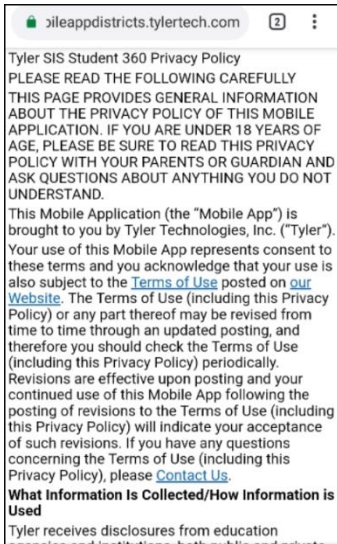 bileappdistricts.tylertech.com 2
Tyler SIS Student 360 Privacy Policy
PLEASE READ THE FOLLOWING CAREFULLY
THIS PAGE PROVIDES GENERAL INFORMATION
ABOUT THE PRIVACY POLICY OF THIS MOBILE
APPLICATION. IF YOU ARE UNDER 18 YEARS OF
AGE, PLEASE BE SURE TO READ THIS PRIVACY
POLICY WITH YOUR PARENTS OR GUARDIAN AND
ASK QUESTIONS ABOUT ANYTHING YOU DO NOT
UNDERSTAND.
This Mobile Application (the “Mobile App”) is
brought to you by Tyler Technologies, Inc. (“Tyler”).
Your use of this Mobile App represents consent to
these terms and you acknowledge that your use is
also subject to the Terms of Use posted on our
Website. The Terms of Use (including this Privacy
Policy) or any part thereof may be revised from
time to time through an updated posting, and
therefore you should check the Terms of Use
(including this Privacy Policy) periodically.
Revisions are effective upon posting and your
continued use of this Mobile App following the
posting of revisions to the Terms of Use (including
this Privacy Policy) will indicate your acceptance
of such revisions. If you have any questions
concerning the Terms of Use (including this
Privacy Policy), please Contact Us.
What Information Is Collected/How Information is
Used
Tyler receives disclosures from education